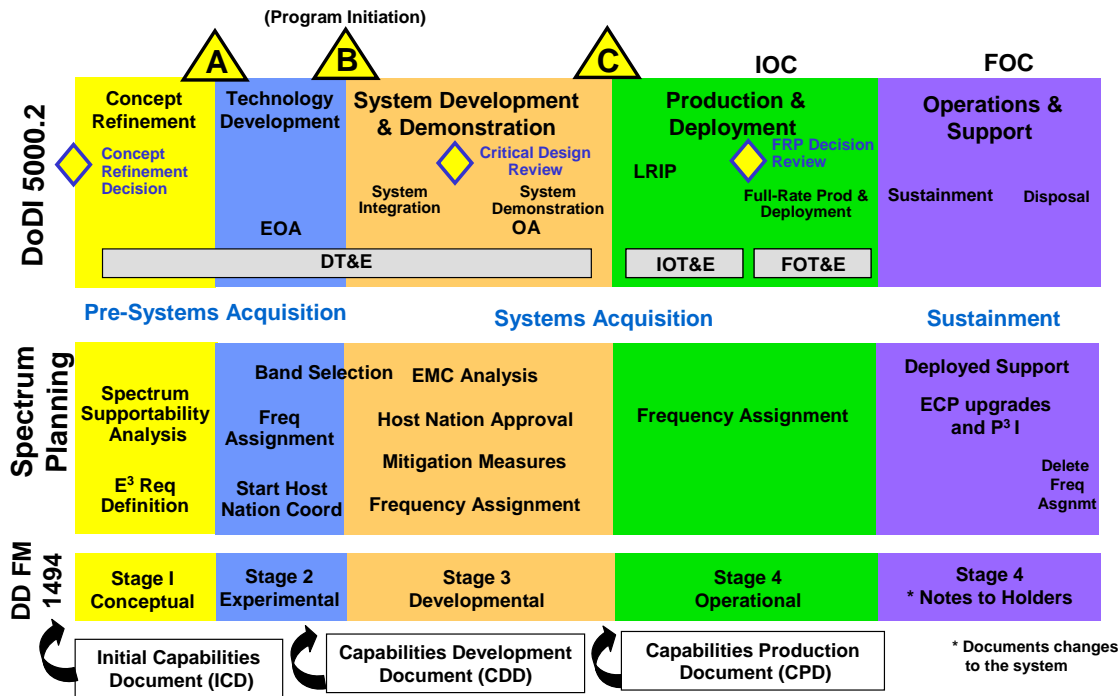 (Program Initiation)
A
B
C
IOC
FOC
DoDI 5000.2
Concept
Refinement
Technology
Development
System Development
& Demonstration
Production &
Deployment
Operations &
Support
Concept
Refinement
Decision
Critical Design
Review
FRP Decision
Review
LRIP
System
Integration
System
Demonstration
OA
Full-Rate Prod &
Deployment
Sustainment
Disposal
EOA
DT&E
IOT&E
FOT&E
Pre-Systems Acquisition
Systems Acquisition
Sustainment
Spectrum
Planning
Spectrum
Supportability
Analysis
E³ Req
Definition
Band Selection
Freq
Assignment
Start Host
Nation Coord
EMC Analysis
Host Nation Approval
Mitigation Measures
Frequency Assignment
Frequency Assignment
Deployed Support
ECP upgrades
and P³ I
Delete
Freq
Asgnmt
DD FM
1494
Stage I
Conceptual
Stage 2
Experimental
Stage 3
Developmental
Stage 4
Operational
Stage 4
* Notes to Holders
Initial Capabilities
Document (ICD)
Capabilities Development
Document (CDD)
Capabilities Production
Document (CPD)
* Documents changes
to the system